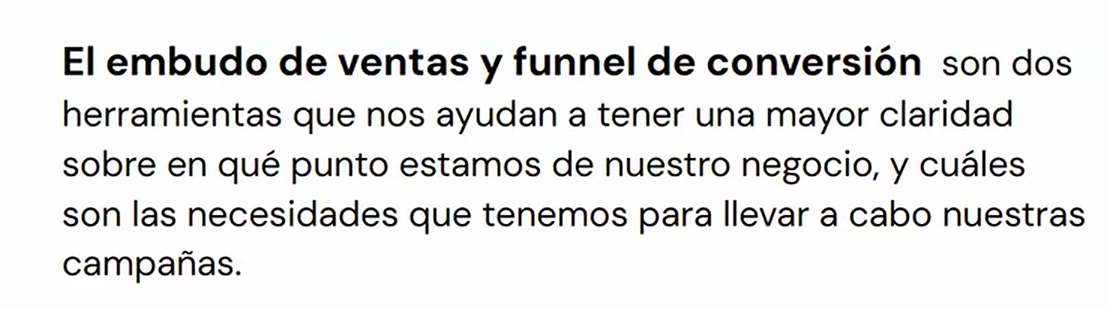 El embudo de ventas y funnel de conversión son dos
herramientas que nos ayudan a tener una mayor claridad
sobre en qué punto estamos de nuestro negocio, y cuáles
son las necesidades que tenemos para llevar a cabo nuestras
campañas.